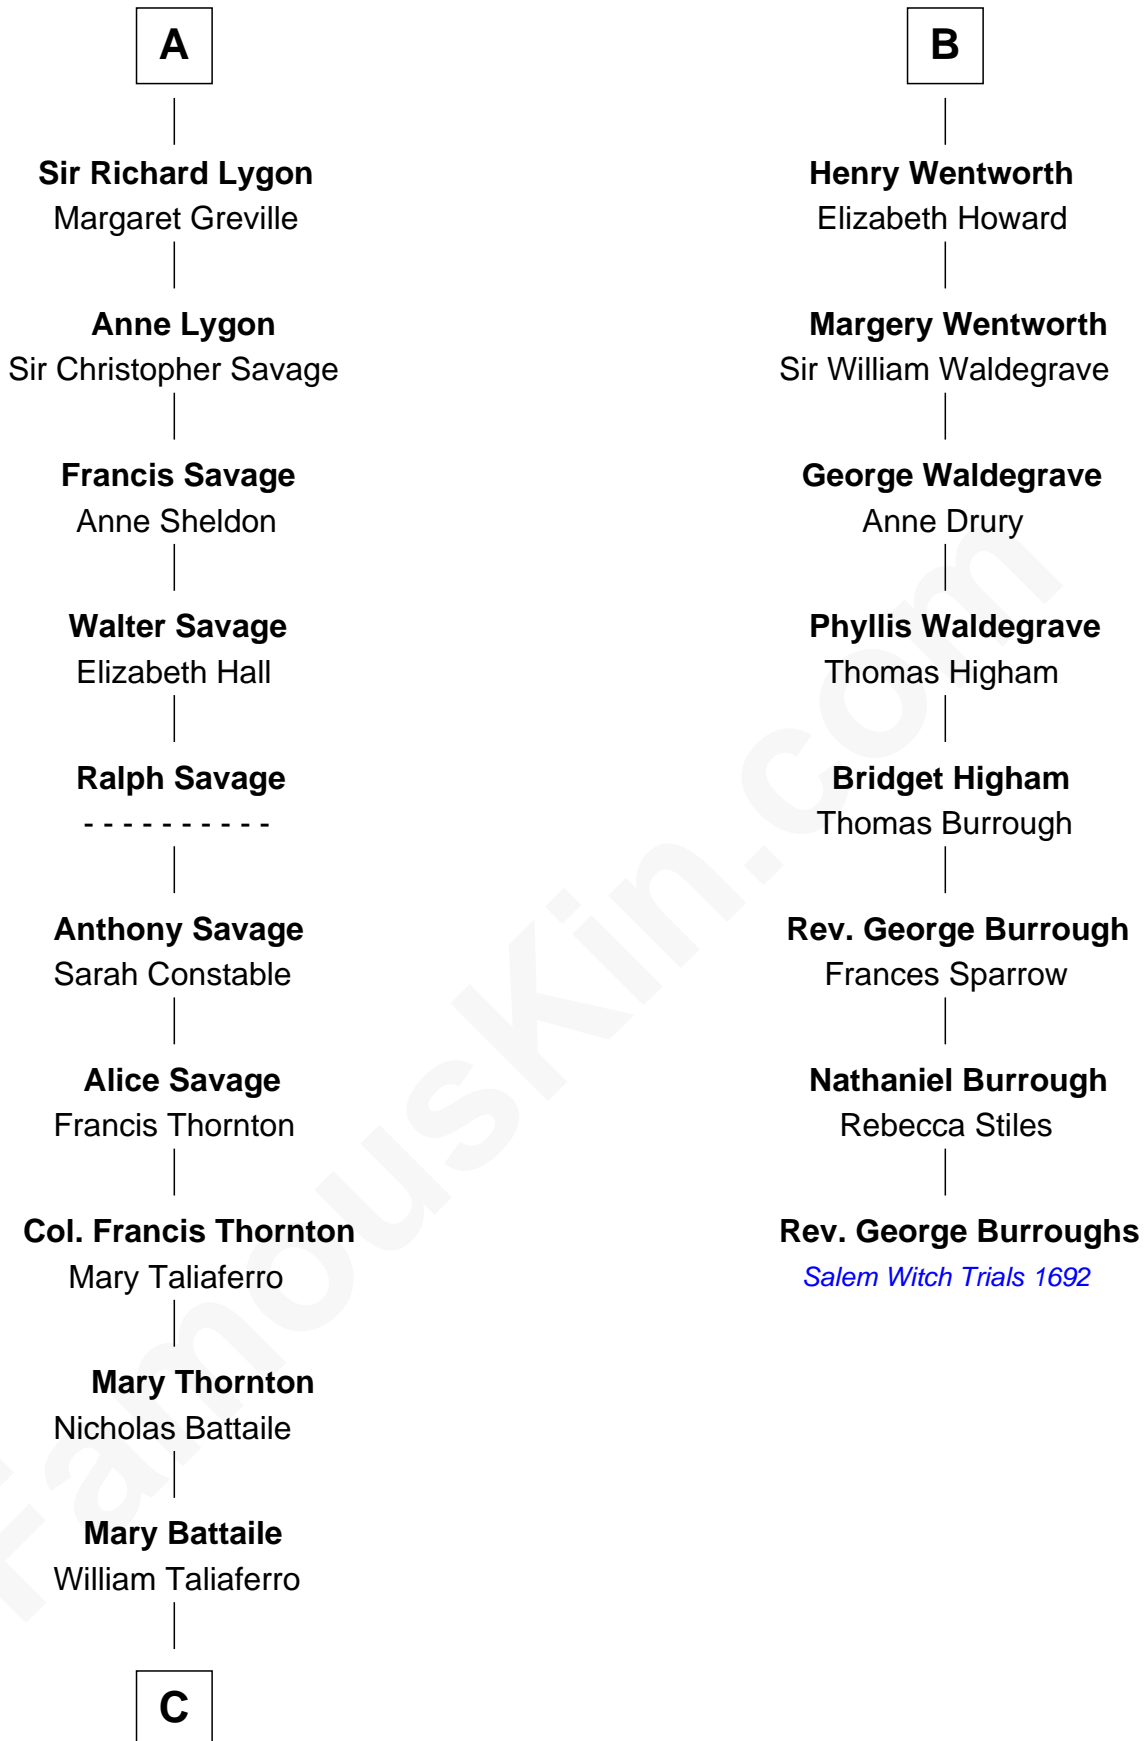 A
Sir Richard Lygon
Margaret Greville
Anne Lygon
Sir Christopher Savage
Francis Savage
Anne Sheldon
Walter Savage
Elizabeth Hall
Ralph Savage
- - - - - - - - - -
Anthony Savage
Sarah Constable
Alice Savage
Francis Thornton
Col. Francis Thornton
Mary Taliaferro
Mary Thornton
Nicholas Battaile
Mary Battaile
William Taliaferro
C
B
Henry Wentworth
Elizabeth Howard
Margery Wentworth
Sir William Waldegrave
George Waldegrave
Anne Drury
Phyllis Waldegrave
Thomas Higham
Bridget Higham
Thomas Burrough
Rev. George Burrough
Frances Sparrow
Nathaniel Burrough
Rebecca Stiles
Rev. George Burroughs
Salem Witch Trials 1692
FamousKin.com